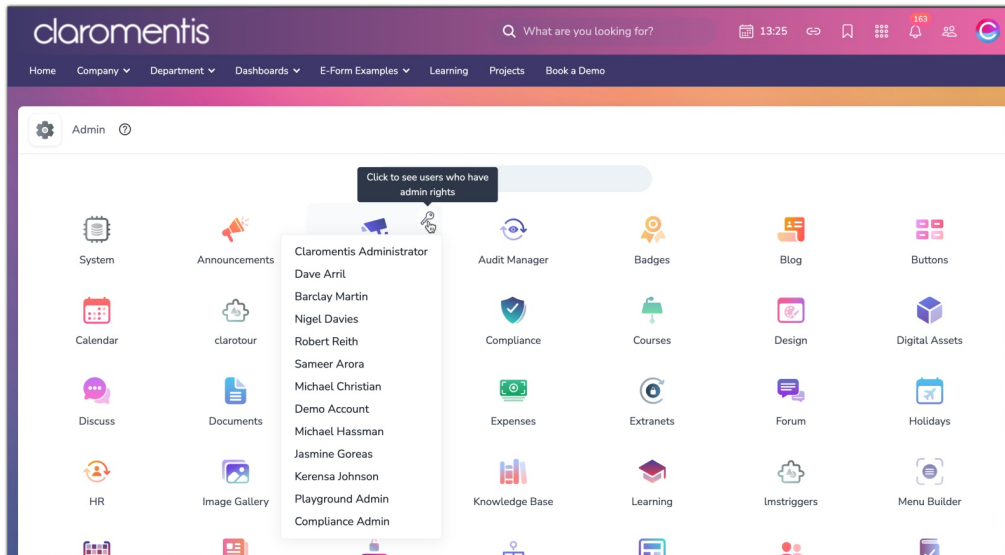 claromentis
What are you looking for?
13:25
163
Home
Company
Department
Dashboards
E-Form Examples
Learning
Projects
Book a Demo
Admin
Click to see users who have
admin rights
System
Announcements
Audit Manager
Badges
Blog
Buttons
Claromentis Administrator
Dave Arril
Barclay Martin
Nigel Davies
Robert Reith
Sameer Arora
Michael Christian
Demo Account
Michael Hassman
Jasmine Goreas
Kerensa Johnson
Playground Admin
Compliance Admin
Calendar
clarotour
Compliance
Courses
Design
Digital Assets
Discuss
Documents
Expenses
Extranets
Forum
Holidays
HR
Image Gallery
Knowledge Base
Learning
lmstriggers
Menu Builder